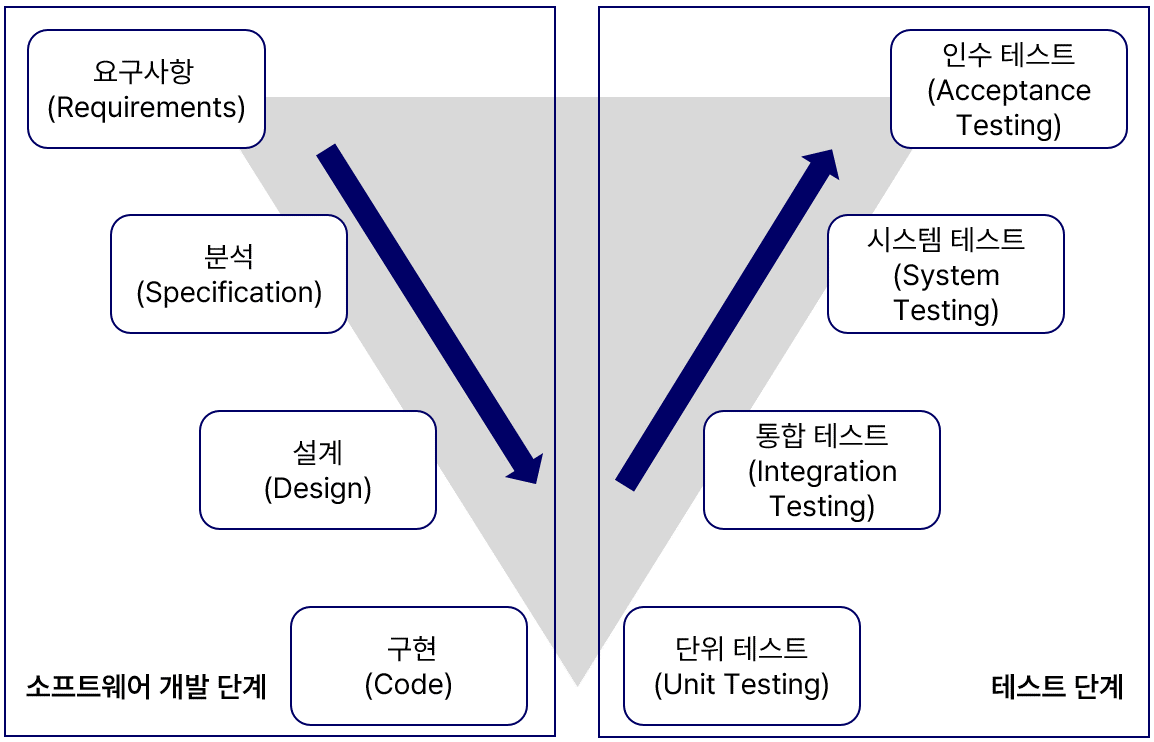 요구사항
(Requirements)
분석
(Specification)
설계
(Design)
구현
(Code)
소프트웨어 개발 단계
인수 테스트
(Acceptance
Testing)
시스템 테스트
(System
Testing)
통합 테스트
(Integration
Testing)
단위 테스트
(Unit Testing)
테스트 단계